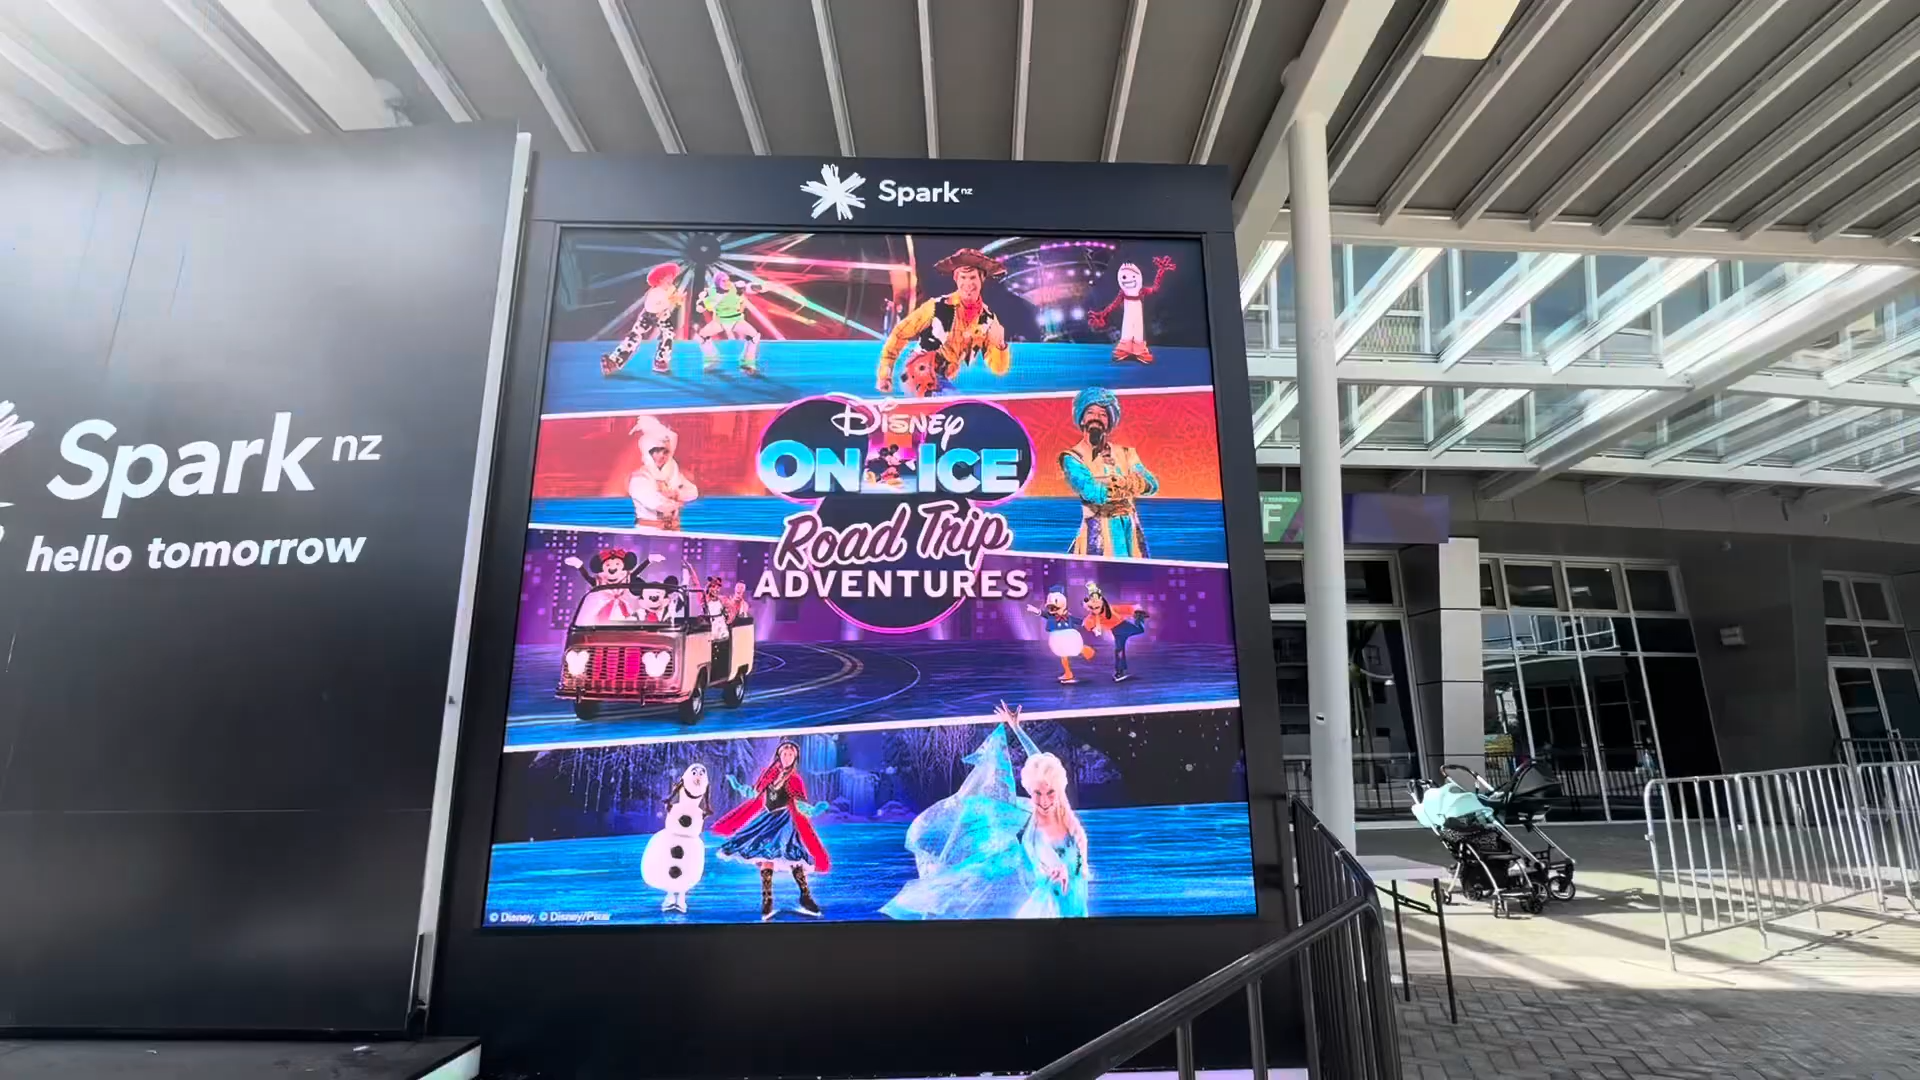 Spark nz
Spark nz
hello tomorrow
DISNEY
ON ICE
Road Trip
ADVENTURES
© Disney, © Disney/Pixar
F